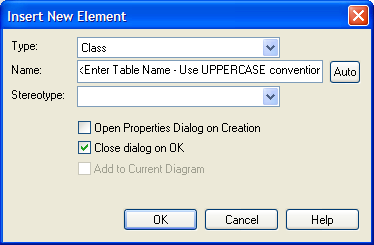 Insert New Element
Type: Class
Name: <Enter Table Name - Use UPPERCASE convention Auto
Stereotype:
Open Properties Dialog on Creation
Close dialog on OK
Add to Current Diagram
OK Cancel Help